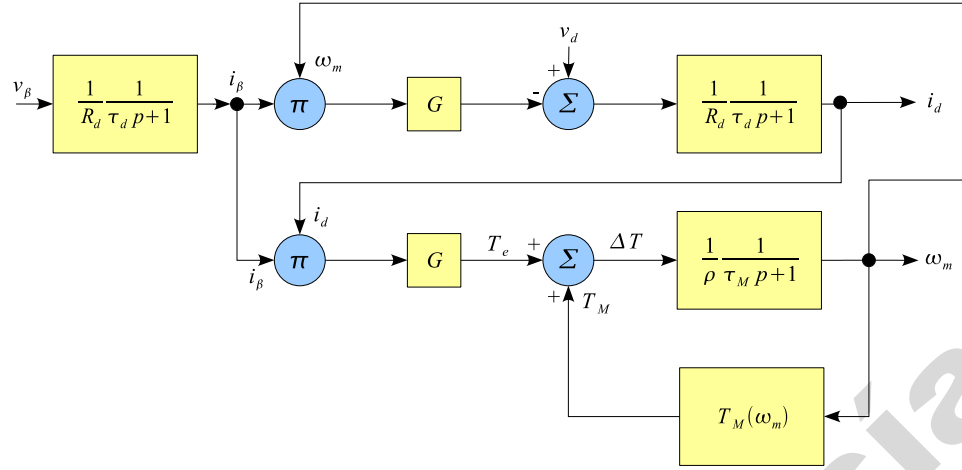 ω_m
v_d
v_β
1/R_d 1/(τ_d p+1)
i_β
π
G
-
+
Σ
1/R_d 1/(τ_d p+1)
i_d
i_d
i_β
π
G
T_e
+
Σ
+
T_M
ΔT
1/ρ 1/(τ_M p+1)
ω_m
T_M(ω_m)
ía